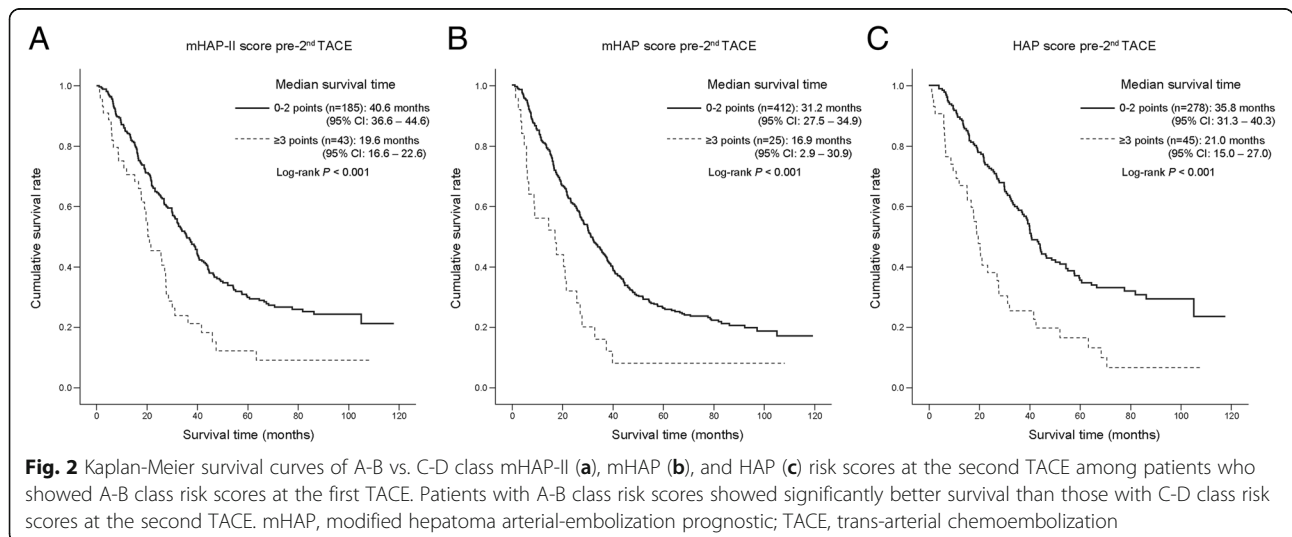 A
mHAP-II score pre-2nd TACE
Median survival time
0-2 points (n=185): 40.6 months
(95% CI: 36.6 – 44.6)
≥3 points (n=43): 19.6 months
(95% CI: 16.6 – 22.6)
Log-rank P < 0.001
Cumulative survival rate
1.0
0.8
0.6
0.4
0.2
0.0
0 20 40 60 80 100 120
Survival time (months)
B
mHAP score pre-2nd TACE
Median survival time
0-2 points (n=412): 31.2 months
(95% CI: 27.5 – 34.9)
≥3 points (n=25): 16.9 months
(95% CI: 2.9 – 30.9)
Log-rank P < 0.001
Cumulative survival rate
1.0
0.8
0.6
0.4
0.2
0.0
0 20 40 60 80 100 120
Survival time (months)
C
HAP score pre-2nd TACE
Median survival time
0-2 points (n=278): 35.8 months
(95% CI: 31.3 – 40.3)
≥3 points (n=45): 21.0 months
(95% CI: 15.0 – 27.0)
Log-rank P < 0.001
Cumulative survival rate
1.0
0.8
0.6
0.4
0.2
0.0
0 20 40 60 80 100 120
Survival time (months)
Fig. 2 Kaplan-Meier survival curves of A-B vs. C-D class mHAP-II (a), mHAP (b), and HAP (c) risk scores at the second TACE among patients who
showed A-B class risk scores at the first TACE. Patients with A-B class risk scores showed significantly better survival than those with C-D class risk
scores at the second TACE. mHAP, modified hepatoma arterial-embolization prognostic; TACE, trans-arterial chemoembolization